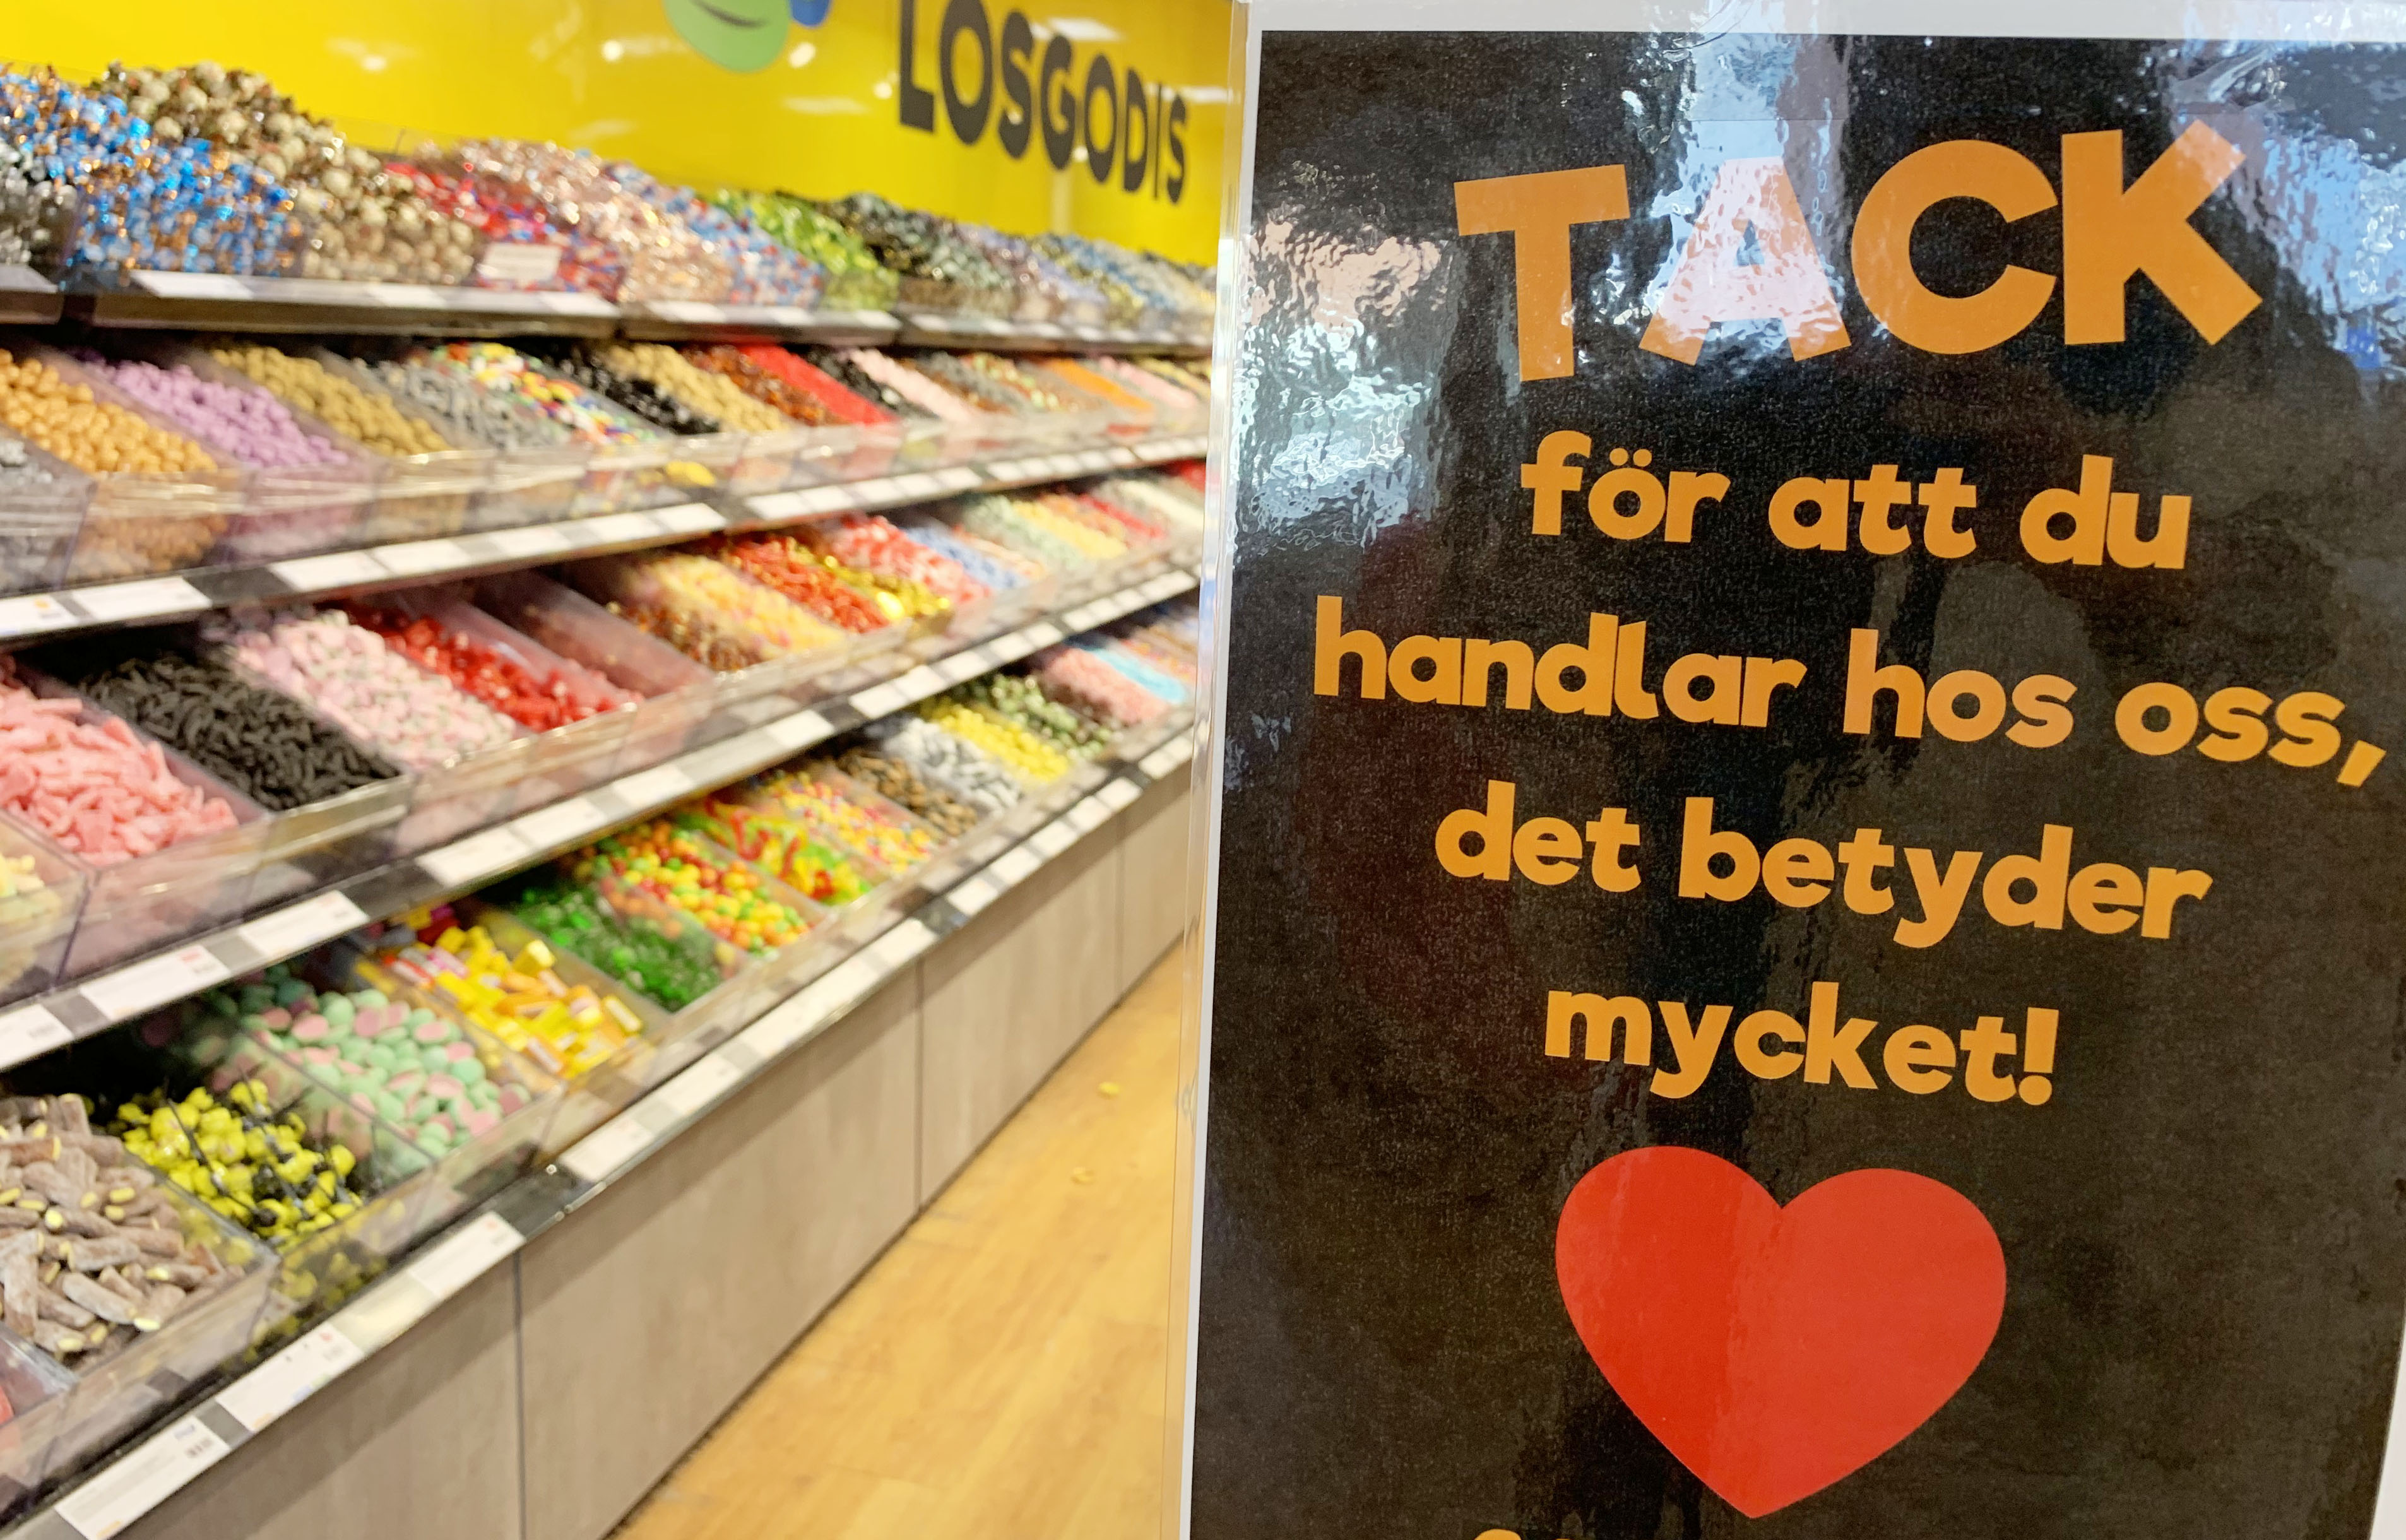 LOSGODIS
TACK
för att du
handlar hos oss,
det betyder
mycket!